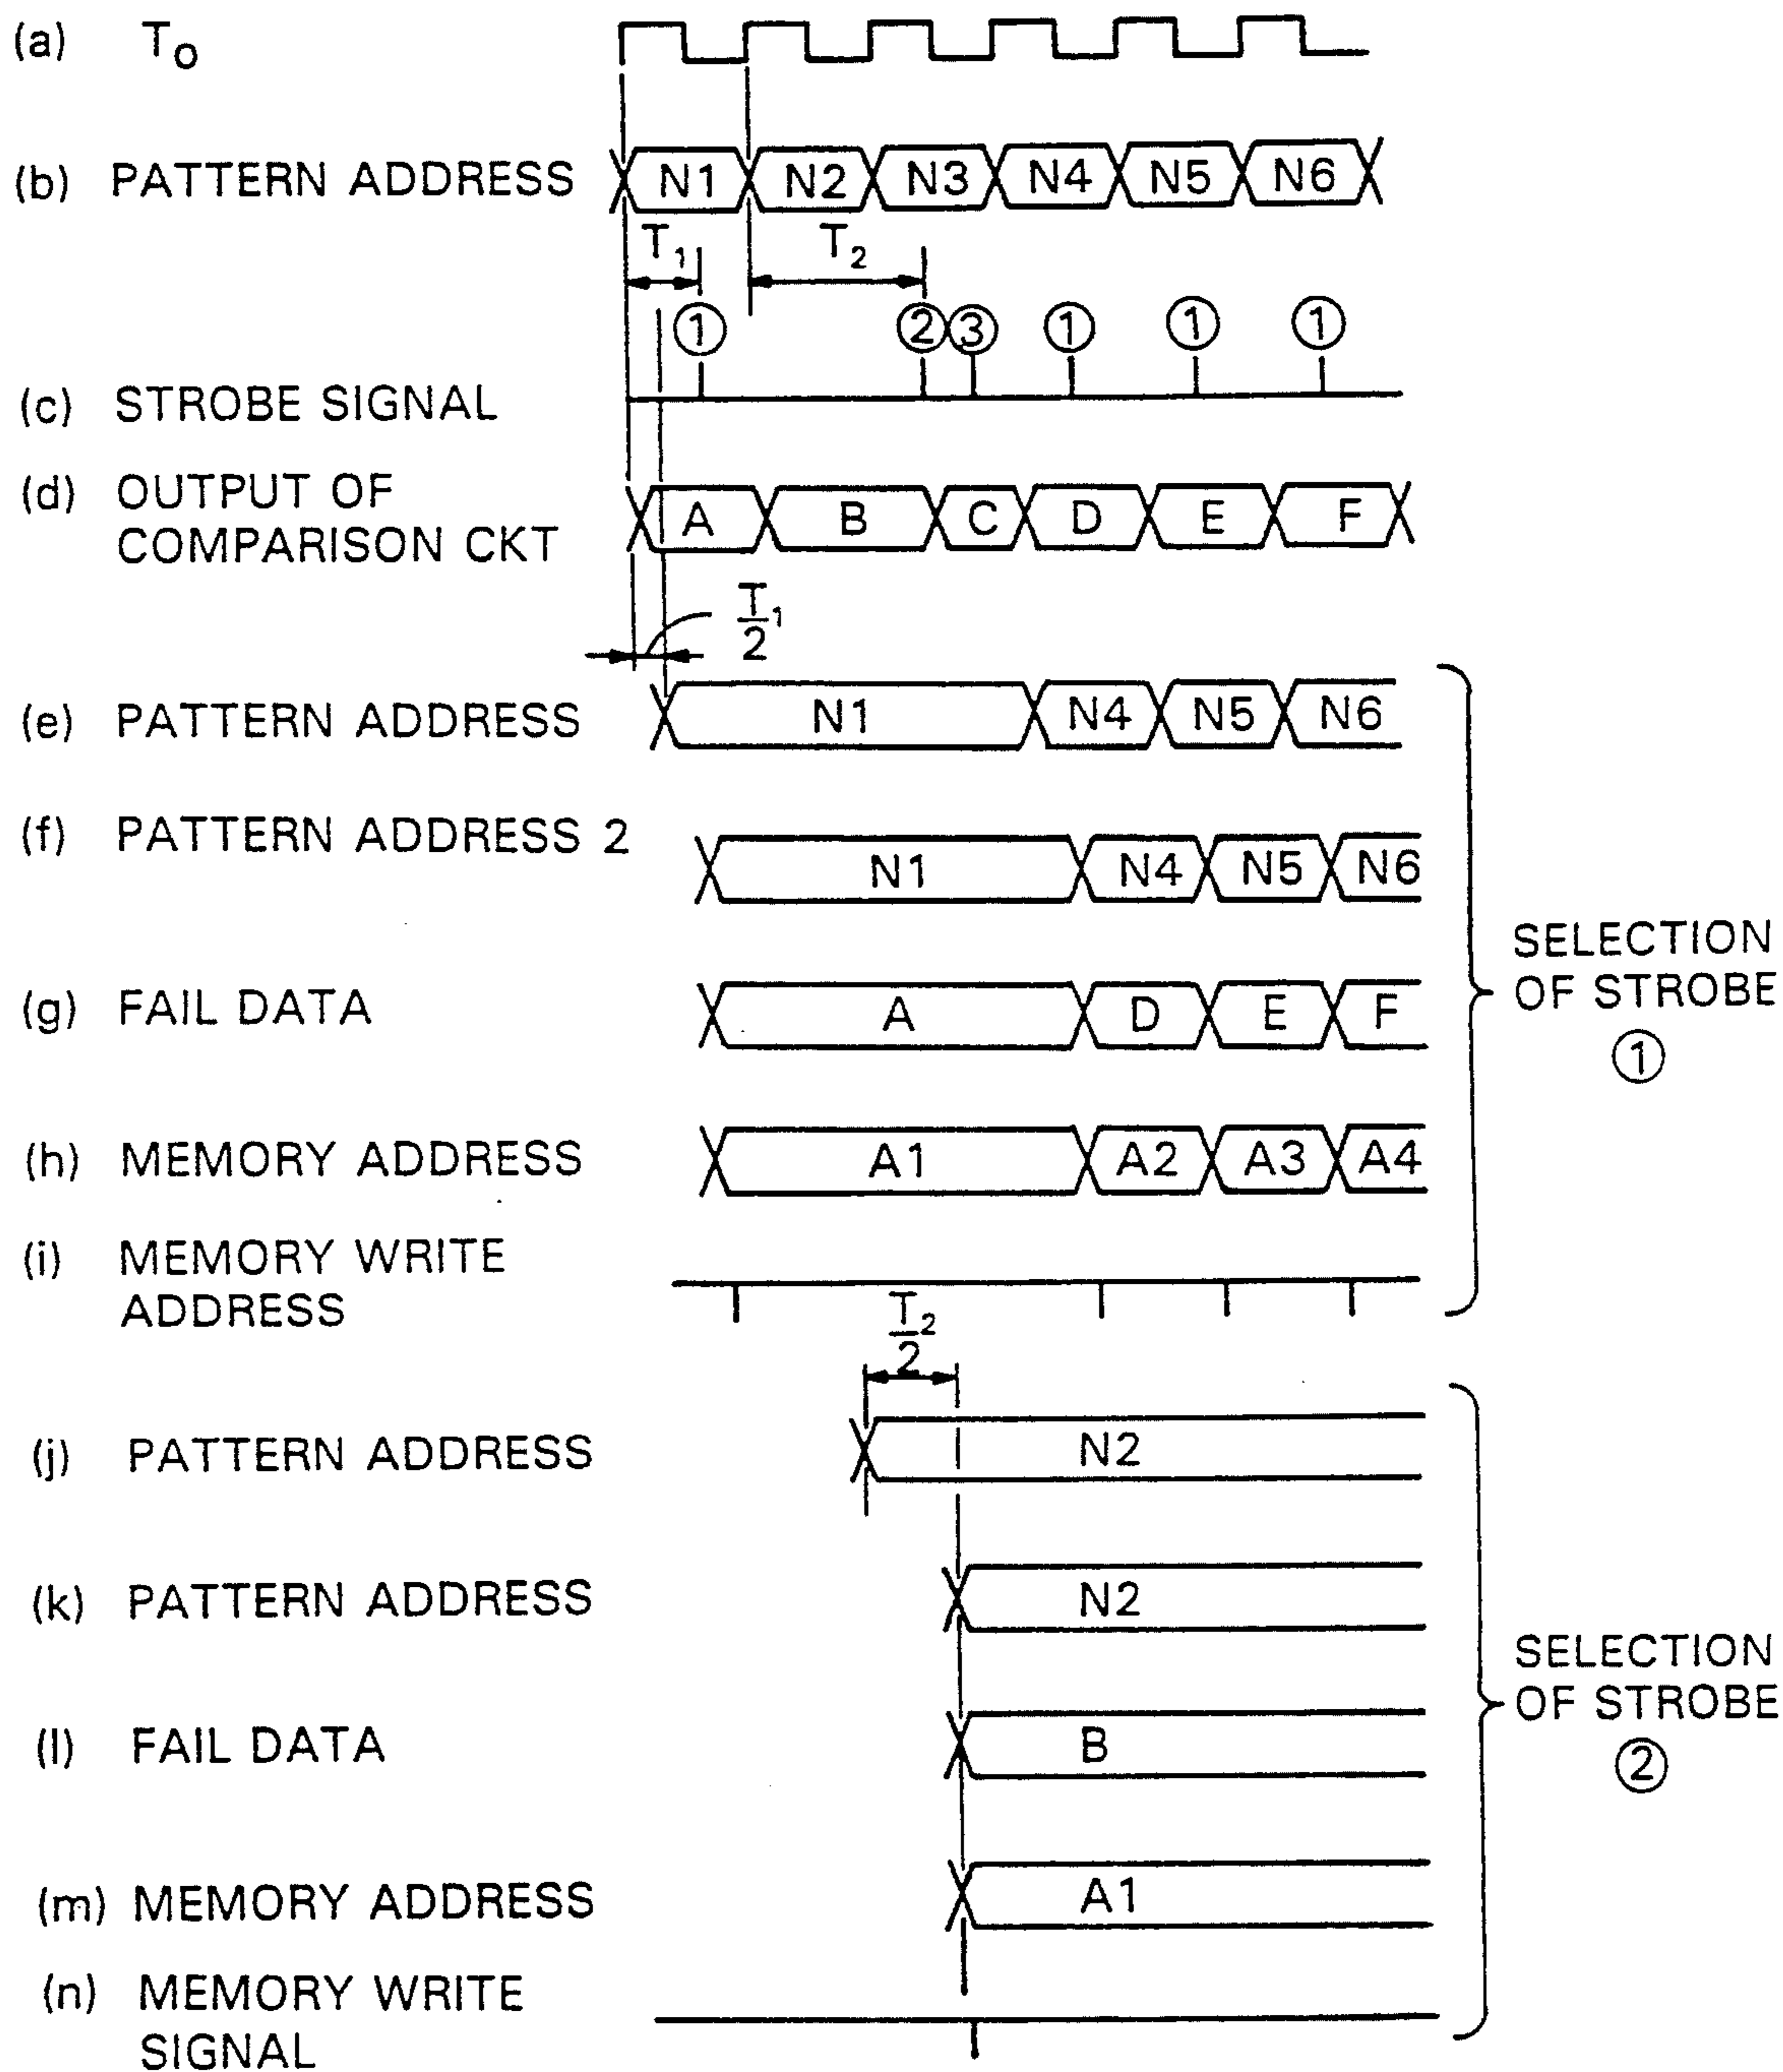 (a) T₀
(b) PATTERN ADDRESS N1 N2 N3 N4 N5 N6
T₁ T₂
① ② ③ ① ① ①
(c) STROBE SIGNAL
(d) OUTPUT OF
COMPARISON CKT
A B C D E F
T₁/2
(e) PATTERN ADDRESS N1 N4 N5 N6
(f) PATTERN ADDRESS 2 N1 N4 N5 N6
(g) FAIL DATA A D E F
(h) MEMORY ADDRESS A1 A2 A3 A4
(i) MEMORY WRITE
ADDRESS
SELECTION
OF STROBE
①
T₂/2
(j) PATTERN ADDRESS N2
(k) PATTERN ADDRESS N2
(l) FAIL DATA B
(m) MEMORY ADDRESS A1
(n) MEMORY WRITE
SIGNAL
SELECTION
OF STROBE
②